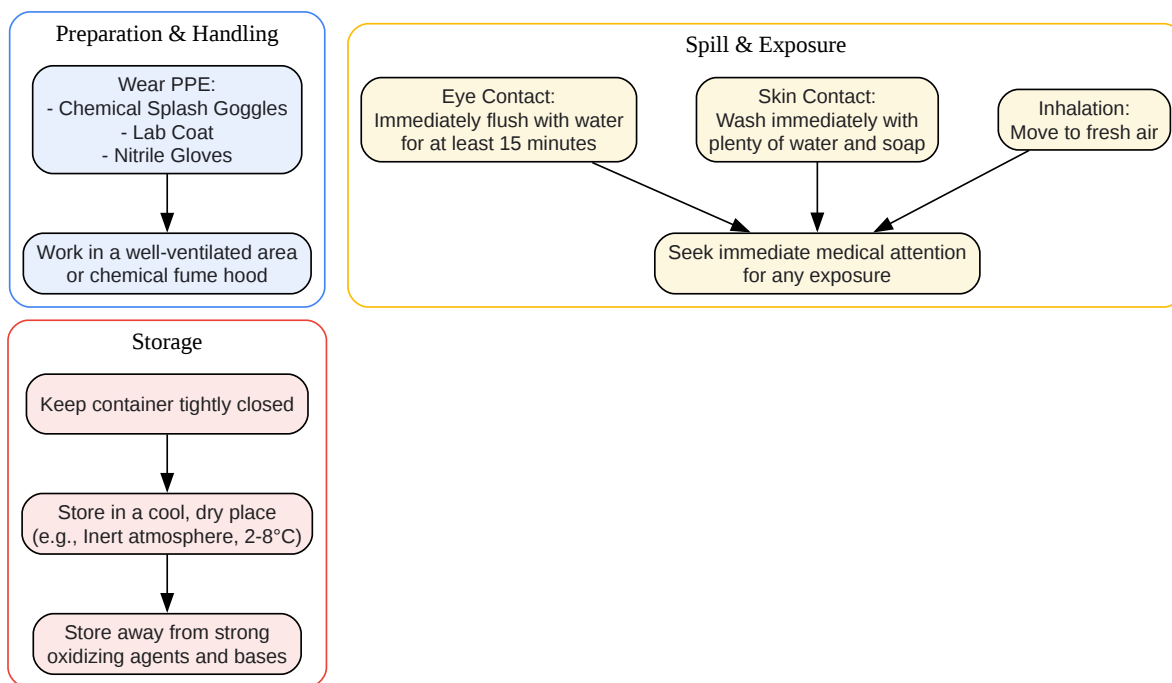 Preparation & Handling
Wear PPE:
- Chemical Splash Goggles
- Lab Coat
- Nitrile Gloves
Work in a well-ventilated area
or chemical fume hood
Spill & Exposure
Eye Contact:
Immediately flush with water
for at least 15 minutes
Skin Contact:
Wash immediately with
plenty of water and soap
Inhalation:
Move to fresh air
Seek immediate medical attention
for any exposure
Storage
Keep container tightly closed
Store in a cool, dry place
(e.g., Inert atmosphere, 2-8°C)
Store away from strong
oxidizing agents and bases